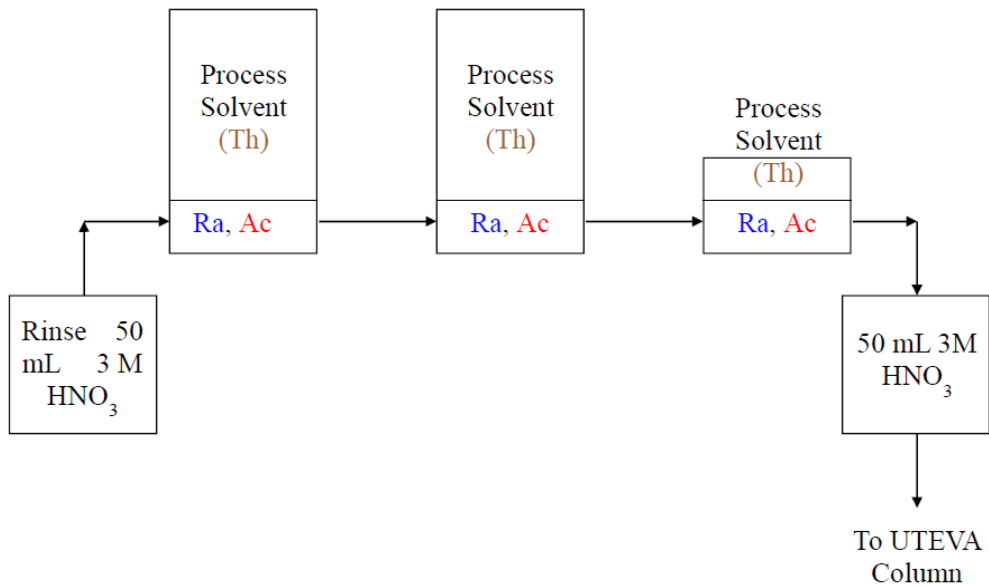 Process
Solvent
(Th)
Ra, Ac
Process
Solvent
(Th)
Ra, Ac
Process
Solvent
(Th)
Ra, Ac
Rinse 50
mL 3 M
HNO3
50 mL 3M
HNO3
To UTEVA
Column